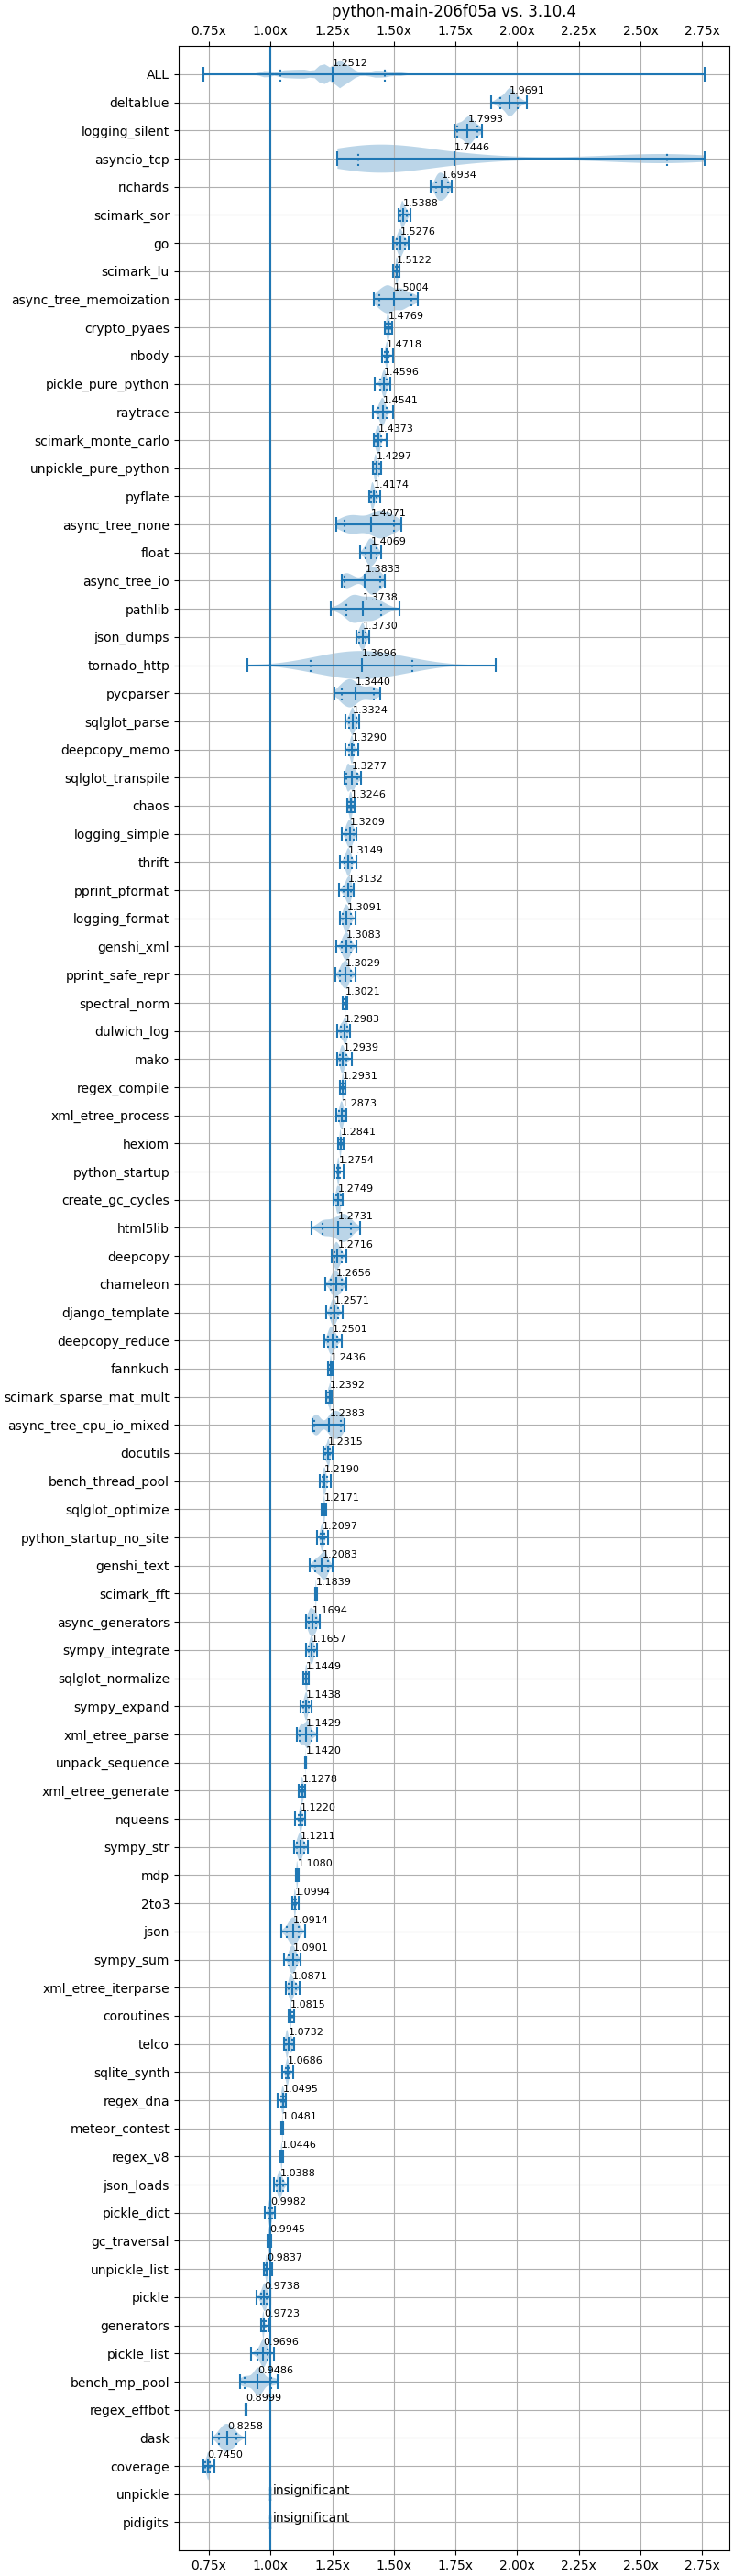 python-main-206f05a vs. 3.10.4
0.75x 1.00x 1.25x 1.50x 1.75x 2.00x 2.25x 2.50x 2.75x
ALL 1.2512
deltablue 1.9691
logging_silent 1.7993
asyncio_tcp 1.7446
richards 1.6934
scimark_sor 1.5388
go 1.5276
scimark_lu 1.5122
async_tree_memoization 1.5004
crypto_pyaes 1.4769
nbody 1.4718
pickle_pure_python 1.4596
raytrace 1.4541
scimark_monte_carlo 1.4373
unpickle_pure_python 1.4297
pyflate 1.4174
async_tree_none 1.4071
float 1.4069
async_tree_io 1.3833
pathlib 1.3738
json_dumps 1.3730
tornado_http 1.3696
pycparser 1.3440
sqlglot_parse 1.3324
deepcopy_memo 1.3290
sqlglot_transpile 1.3277
chaos 1.3246
logging_simple 1.3209
thrift 1.3149
pprint_pformat 1.3132
logging_format 1.3091
genshi_xml 1.3083
pprint_safe_repr 1.3029
spectral_norm 1.3021
dulwich_log 1.2983
mako 1.2939
regex_compile 1.2931
xml_etree_process 1.2873
hexiom 1.2841
python_startup 1.2754
create_gc_cycles 1.2749
html5lib 1.2731
deepcopy 1.2716
chameleon 1.2656
django_template 1.2571
deepcopy_reduce 1.2501
fannkuch 1.2436
scimark_sparse_mat_mult 1.2392
async_tree_cpu_io_mixed 1.2383
docutils 1.2315
bench_thread_pool 1.2190
sqlglot_optimize 1.2171
python_startup_no_site 1.2097
genshi_text 1.2083
scimark_fft 1.1839
async_generators 1.1694
sympy_integrate 1.1657
sqlglot_normalize 1.1449
sympy_expand 1.1438
xml_etree_parse 1.1429
unpack_sequence 1.1420
xml_etree_generate 1.1278
nqueens 1.1220
sympy_str 1.1211
mdp 1.1080
2to3 1.0994
json 1.0914
sympy_sum 1.0901
xml_etree_iterparse 1.0871
coroutines 1.0815
telco 1.0732
sqlite_synth 1.0686
regex_dna 1.0495
meteor_contest 1.0481
regex_v8 1.0446
json_loads 1.0388
pickle_dict 0.9982
gc_traversal 0.9945
unpickle_list 0.9837
pickle 0.9738
generators 0.9723
pickle_list 0.9696
bench_mp_pool 0.9486
regex_effbot 0.8999
dask 0.8258
coverage 0.7450
unpickle insignificant
pidigits insignificant
0.75x 1.00x 1.25x 1.50x 1.75x 2.00x 2.25x 2.50x 2.75x